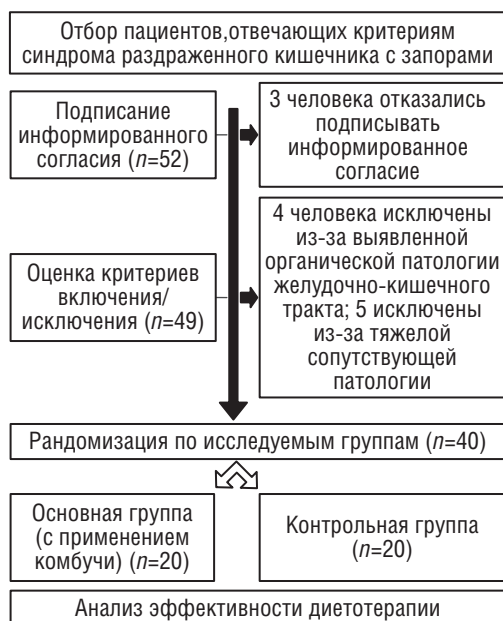 Отбор пациентов,отвечающих критериям
синдрома раздраженного кишечника с запорами
Подписание
информированного
согласия (n=52)
3 человека отказались
подписывать
информированное
согласие
Оценка критериев
включения/
исключения (n=49)
4 человека исключены
из-за выявленной
органической патологии
желудочно-кишечного
тракта; 5 исключены
из-за тяжелой
сопутствующей
патологии
Рандомизация по исследуемым группам (n=40)
Основная группа
(с применением
комбучи) (n=20)
Контрольная группа
(n=20)
Анализ эффективности диетотерапии